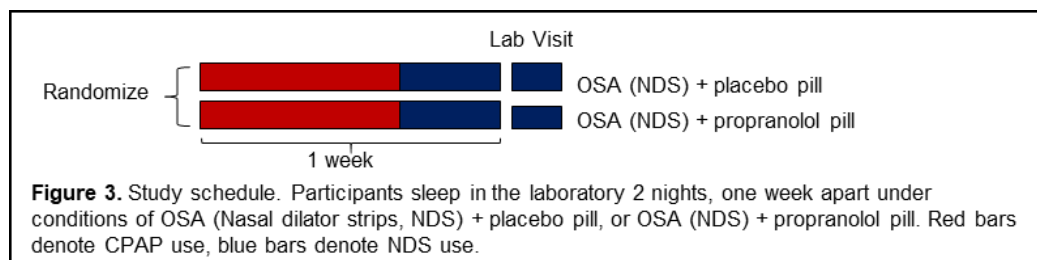 Lab Visit
Randomize
OSA (NDS) + placebo pill
OSA (NDS) + propranolol pill
1 week
Figure 3. Study schedule. Participants sleep in the laboratory 2 nights, one week apart under
conditions of OSA (Nasal dilator strips, NDS) + placebo pill, or OSA (NDS) + propranolol pill. Red bars
denote CPAP use, blue bars denote NDS use.